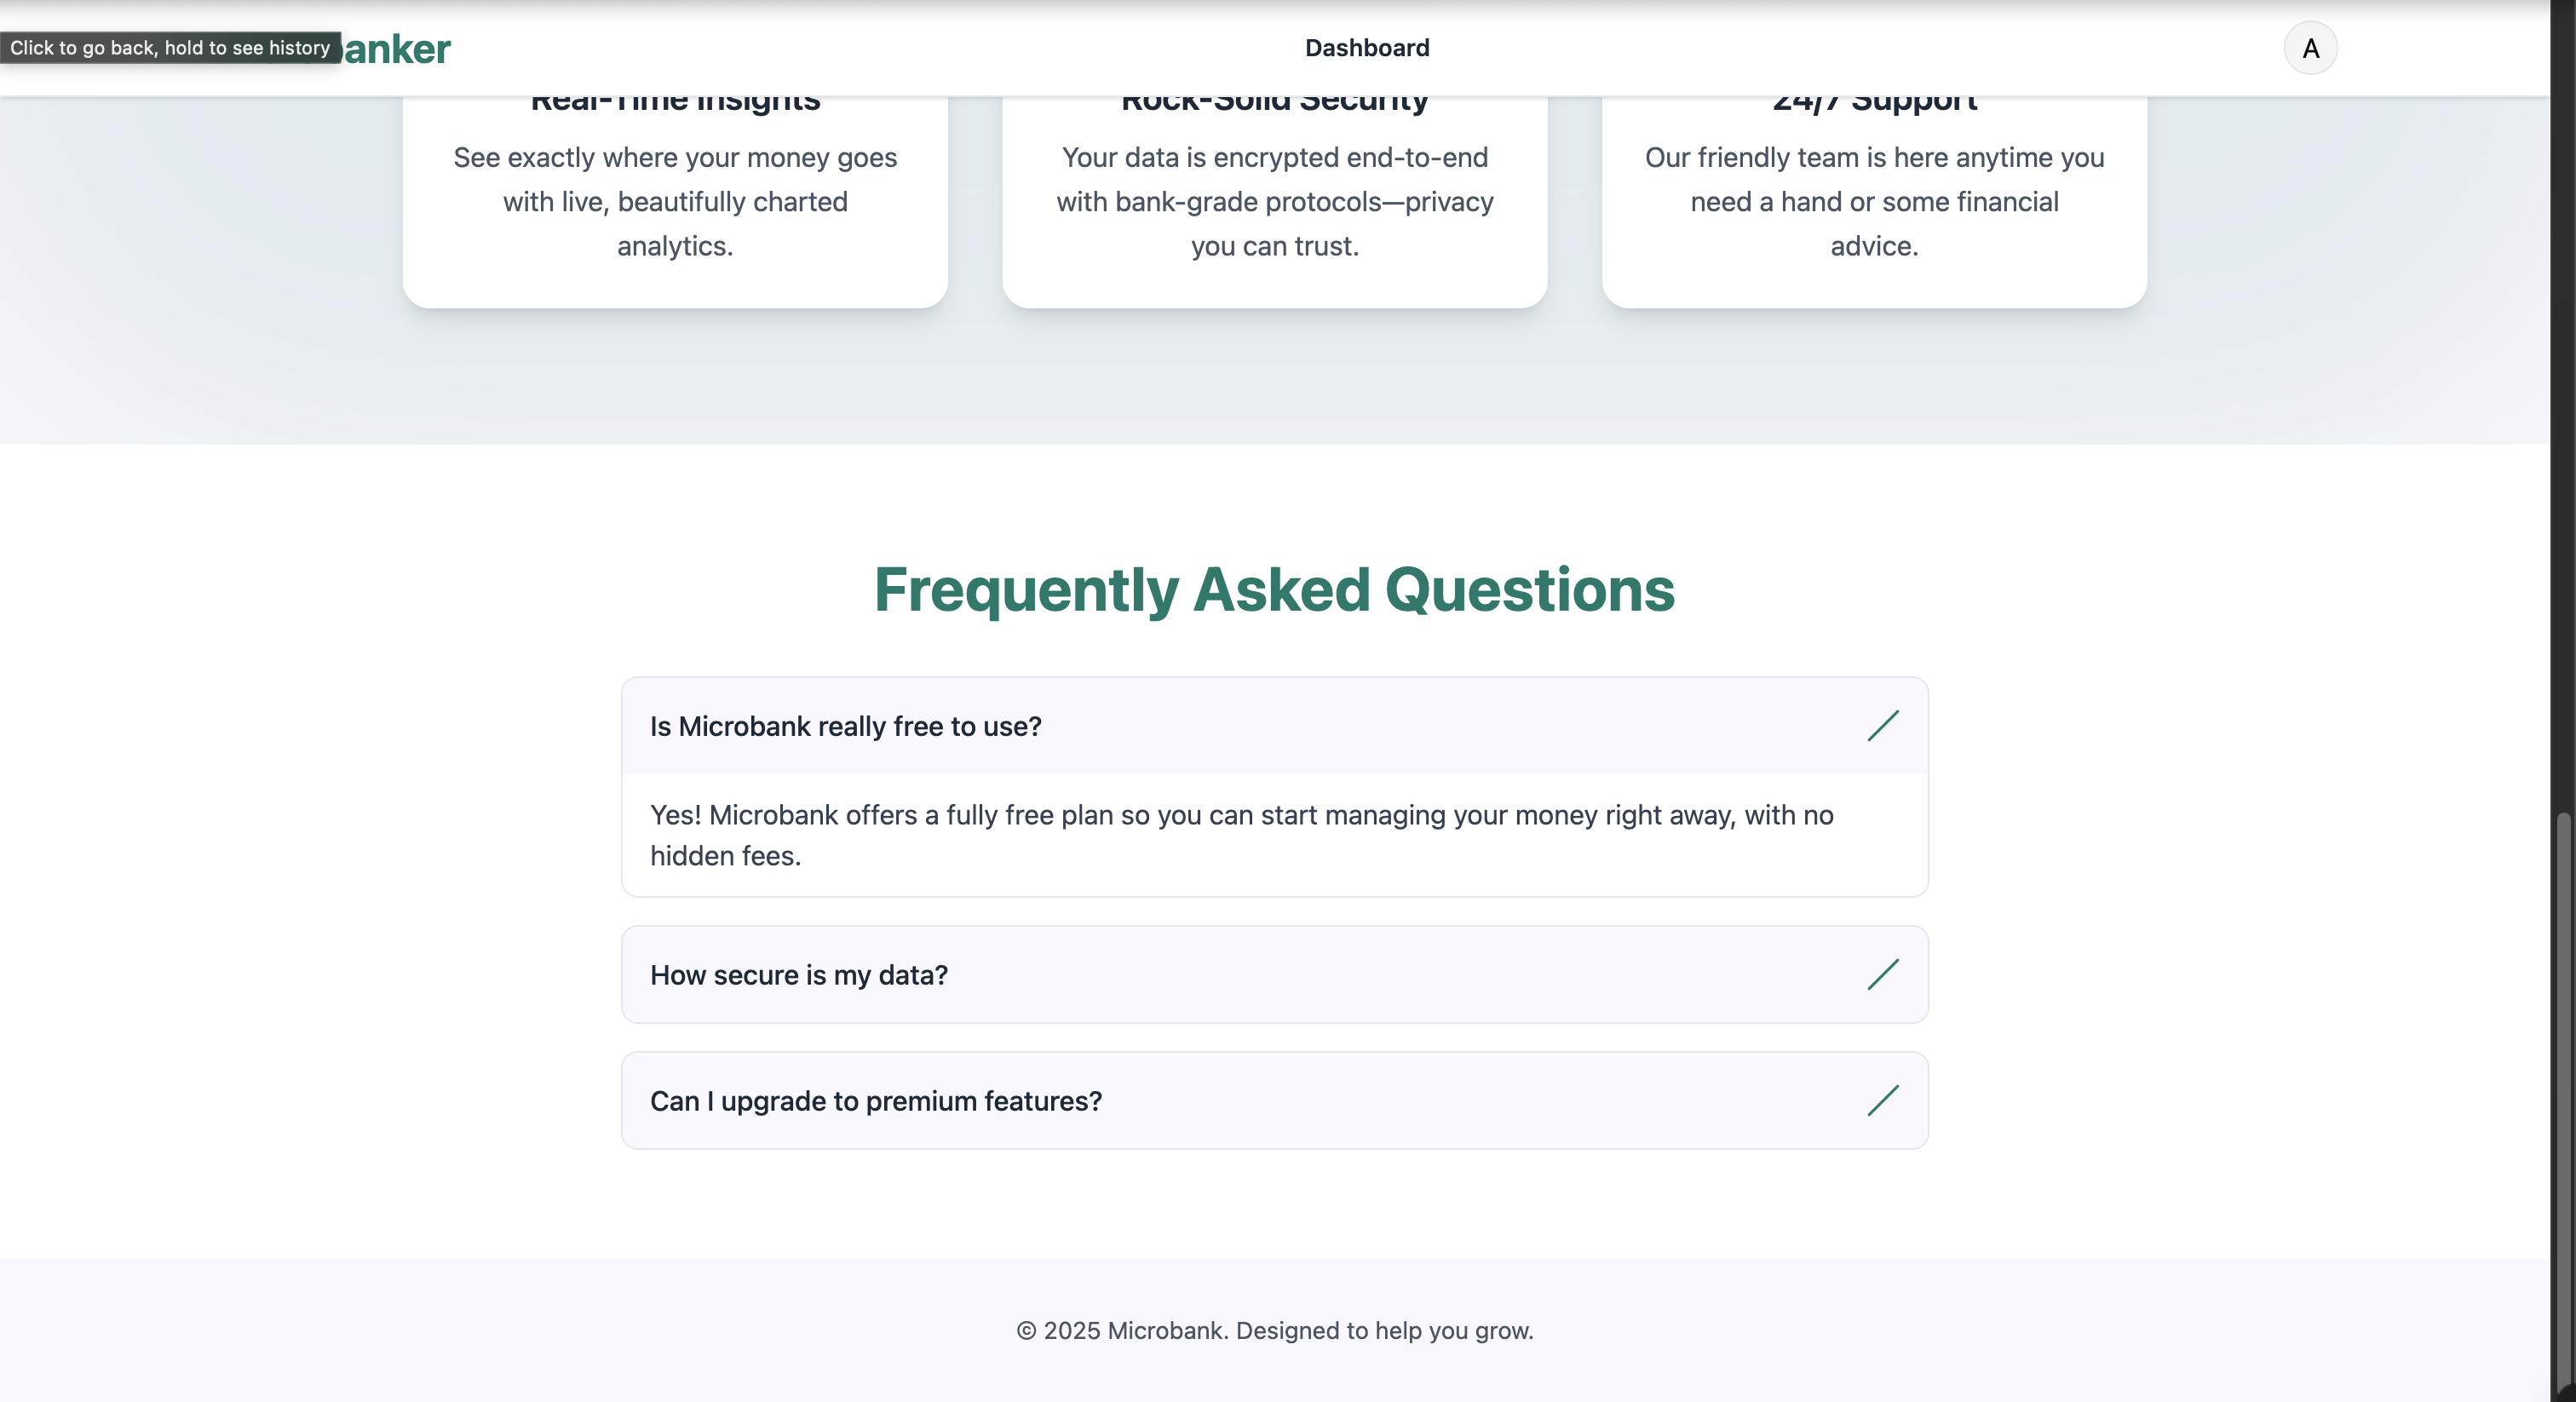 Click to go back, hold to see history
anker
Dashboard
A
Real-Time Insights
Rock-Solid Security
24/7 Support
See exactly where your money goes
with live, beautifully charted
analytics.
Your data is encrypted end-to-end
with bank-grade protocols—privacy
you can trust.
Our friendly team is here anytime you
need a hand or some financial
advice.
Frequently Asked Questions
Is Microbank really free to use?
Yes! Microbank offers a fully free plan so you can start managing your money right away, with no
hidden fees.
How secure is my data?
Can I upgrade to premium features?
© 2025 Microbank. Designed to help you grow.